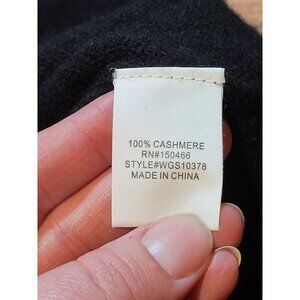 100% CASHMERE
RN#150466
STYLE#WGS10378
MADE IN CHINA